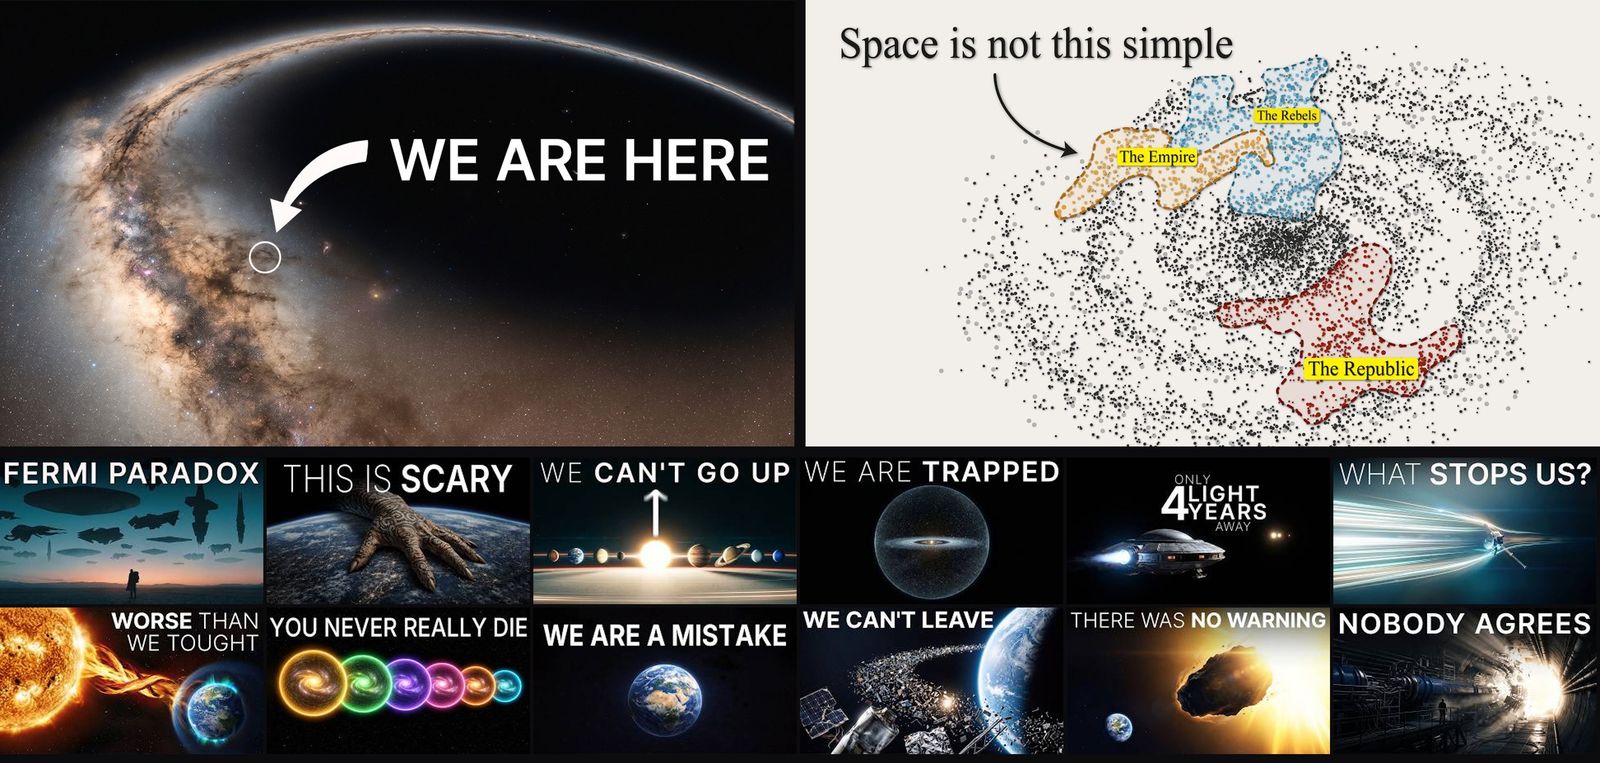 WE ARE HERE
Space is not this simple
The Rebels
The Empire
The Republic
FERMI PARADOX
THIS IS SCARY
WE CAN'T GO UP
WE ARE TRAPPED
ONLY
4 LIGHT
YEARS
AWAY
WHAT STOPS US?
WORSE THAN
WE TOUGHT
YOU NEVER REALLY DIE
WE ARE A MISTAKE
WE CAN'T LEAVE
THERE WAS NO WARNING
NOBODY AGREES